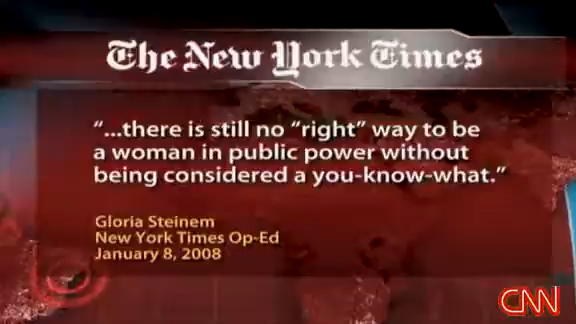 The New York Times
“...there is still no “right” way to be
a woman in public power without
being considered a you-know-what.”
Gloria Steinem
New York Times Op-Ed
January 8, 2008
CNN